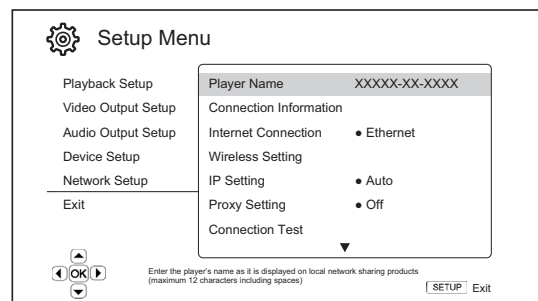 Setup Menu
Playback Setup
Video Output Setup
Audio Output Setup
Device Setup
Network Setup
Exit
Player Name XXXXX-XX-XXXX
Connection Information
Internet Connection ● Ethernet
Wireless Setting
IP Setting ● Auto
Proxy Setting ● Off
Connection Test
OK
Enter the player's name as it is displayed on local network sharing products
(maximum 12 characters including spaces)
SETUP Exit